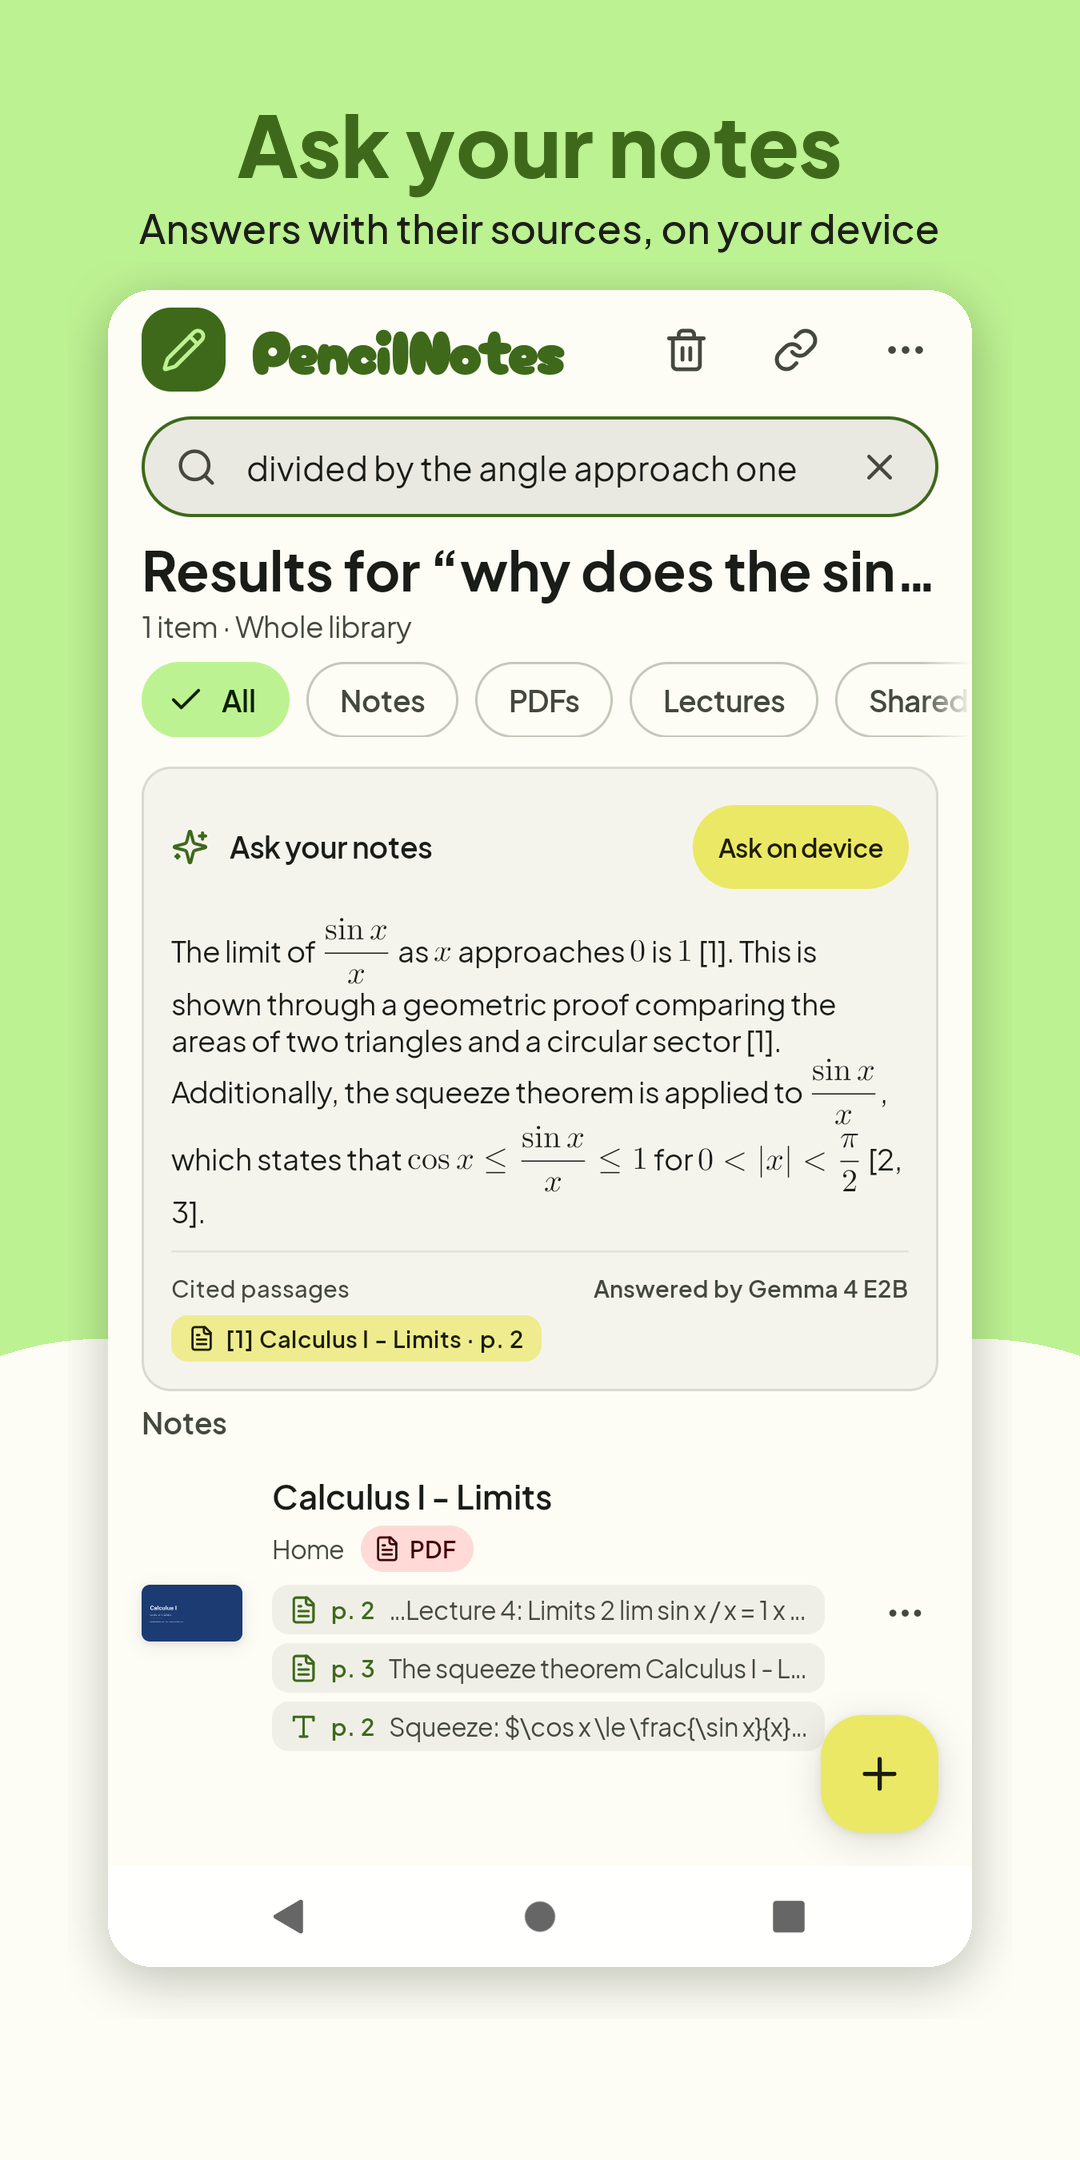 Ask your notes
Answers with their sources, on your device
PencilNotes
divided by the angle approach one
Results for “why does the sin...
1 item · Whole library
All Notes PDFs Lectures Shared
Ask your notes Ask on device
The limit of \frac{\sin x}{x} as x approaches 0 is 1 [1]. This is
shown through a geometric proof comparing the
areas of two triangles and a circular sector [1].
Additionally, the squeeze theorem is applied to \frac{\sin x}{x},
which states that cos x ≤ \frac{\sin x}{x} ≤ 1 for 0 < |x| < \frac{π}{2} [2,
3].
Cited passages Answered by Gemma 4 E2B
[1] Calculus I – Limits · p. 2
Notes
Calculus I – Limits
Home PDF
Calculus I
p. 2 ...Lecture 4: Limits 2 lim sin x / x = 1 x ...
p. 3 The squeeze theorem Calculus I - L...
p. 2 Squeeze: $\cos x \le \frac{\sin x}{x}...